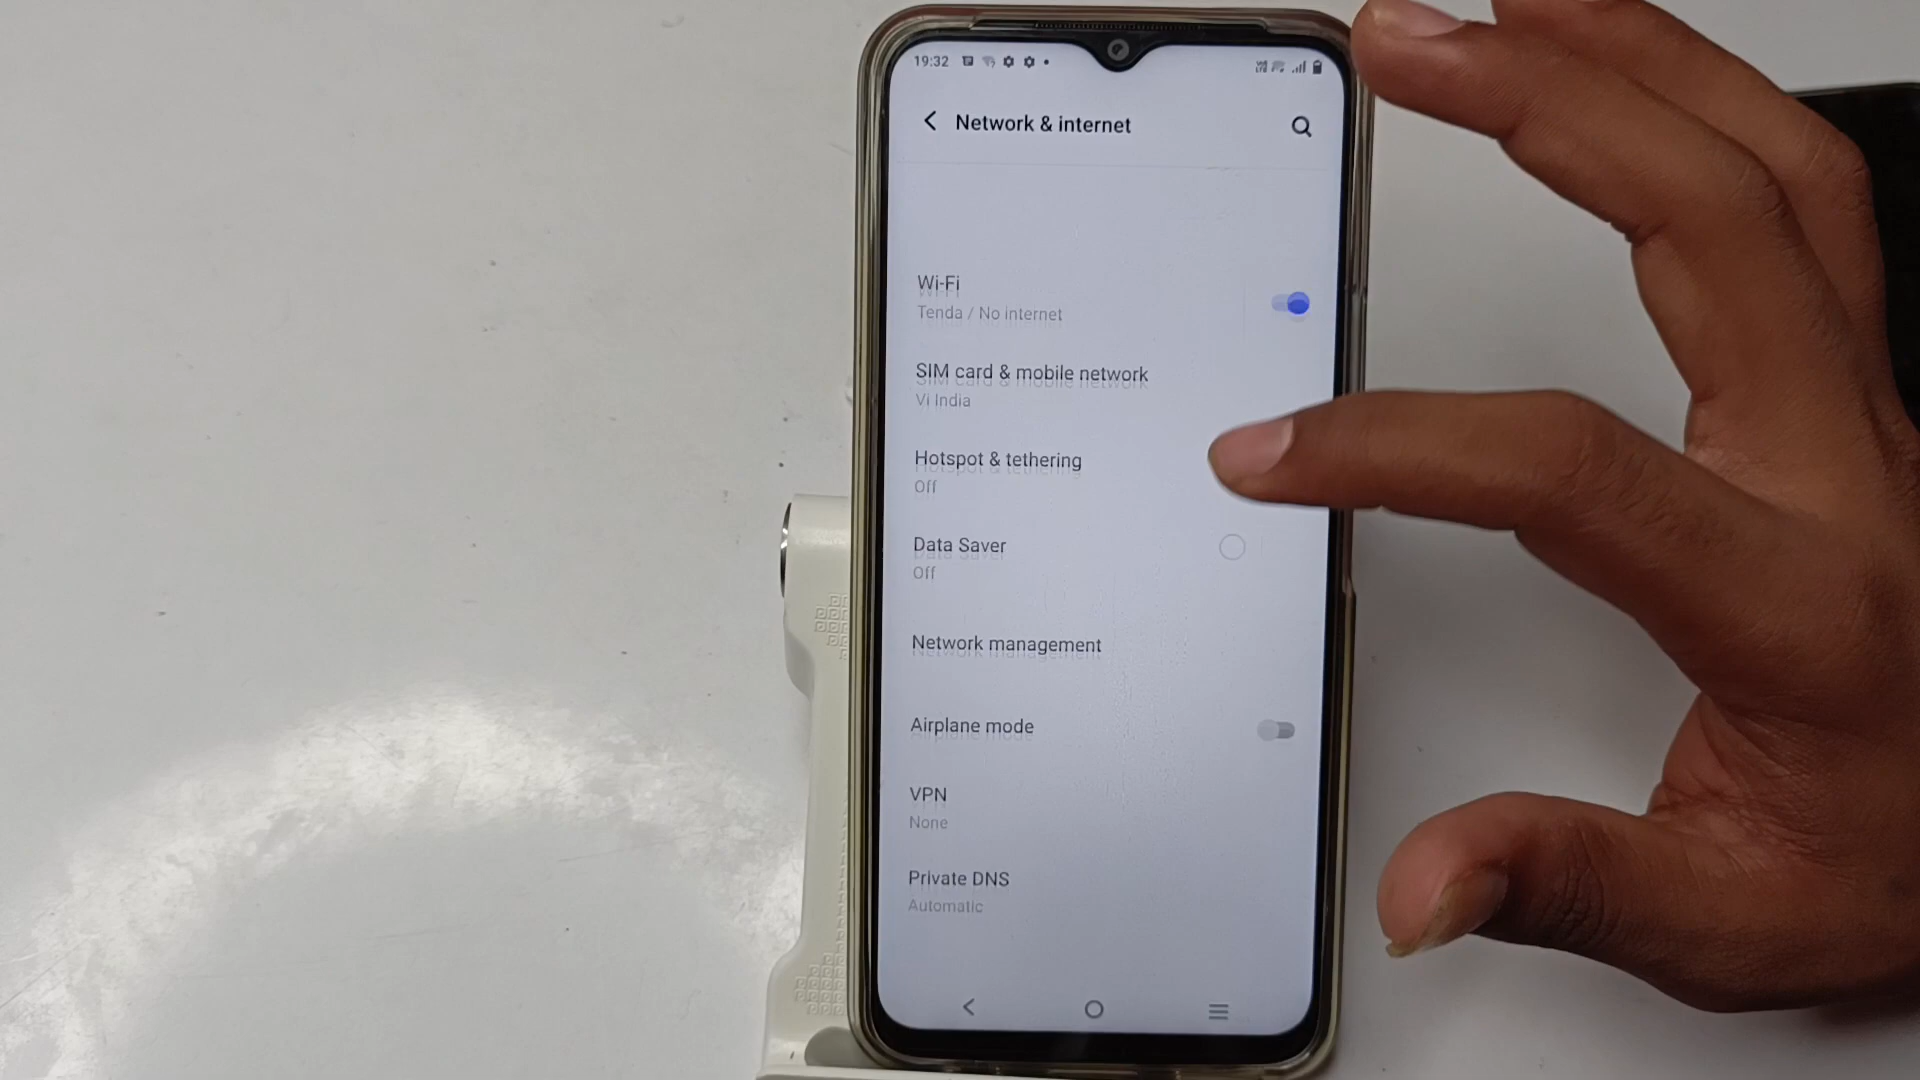 19:32
Network & internet
Wi-Fi
Tenda / No internet
SIM card & mobile network
Vi India
Hotspot & tethering
Off
Data Saver
Off
Network management
Airplane mode
VPN
None
Private DNS
Automatic